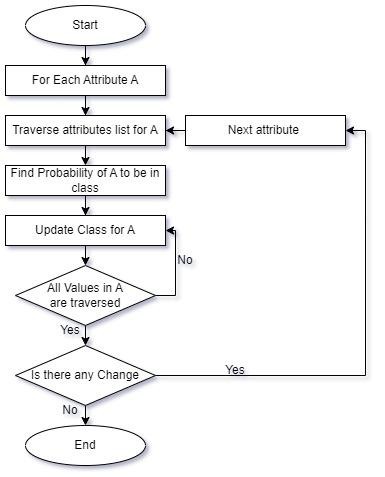 Start
For Each Attribute A
Traverse attributes list for A
Next attribute
Find Probability of A to be in
class
Update Class for A
No
All Values in A
are traversed
Yes
Is there any Change
Yes
No
End